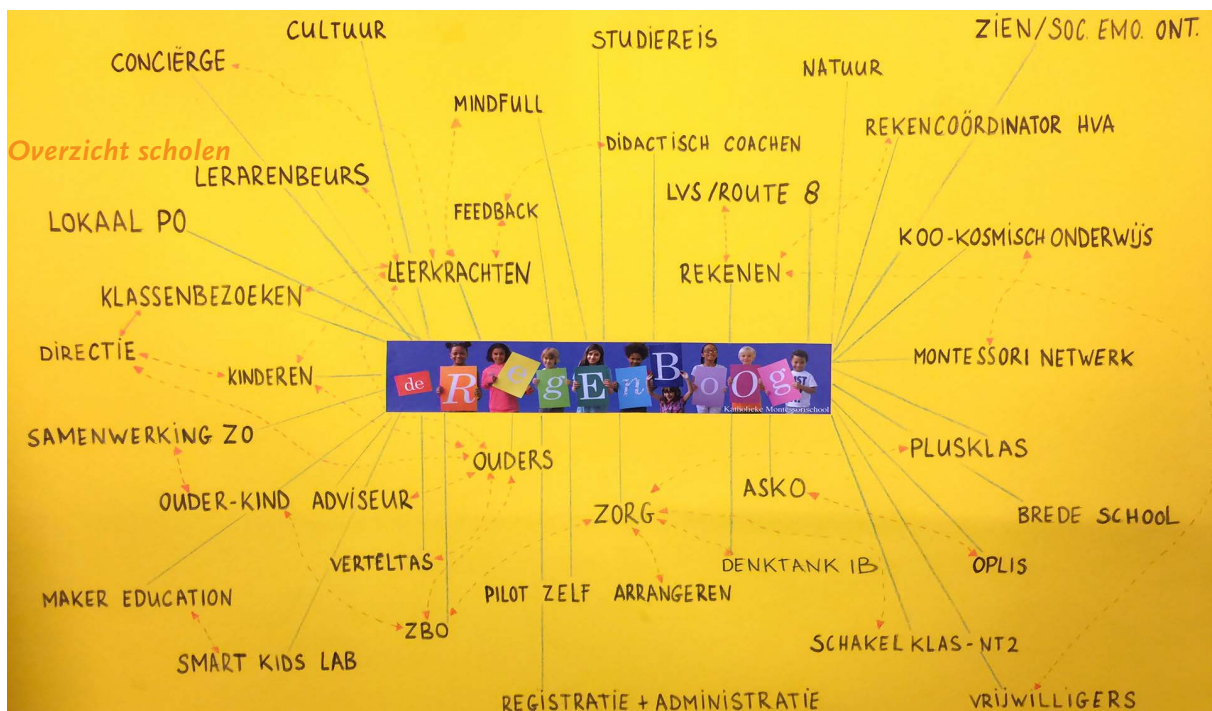 CULTUUR
STUDIEREIS
ZIEN/SOC. EMO. ONT.
CONCIËRGE
NATUUR
MINDFULL
REKENCOÖRDINATOR HVA
Overzicht scholen
DIDACTISCH COACHEN
LERARENBEURS
LVS/ROUTE 8
FEEDBACK
LOKAAL PO
KOO-KOSMISCH ONDERWIJS
LEERKRACHTEN
REKENEN
KLASSENBEZOEKEN
DIRECTIE
MONTESSORI NETWERK
KINDEREN
de RegEnBoOg
Katholieke Montessorischool
SAMENWERKING ZO
PLUSKLAS
OUDERS
ASKO
OUDER-KIND ADVISEUR
ZORG
BREDE SCHOOL
VERTELTAS
DENKTANK IB
OPLIS
MAKER EDUCATION
PILOT ZELF ARRANGEREN
ZBO
SCHAKELKLAS-NT2
SMART KIDS LAB
REGISTRATIE + ADMINISTRATIE
VRIJWILLIGERS